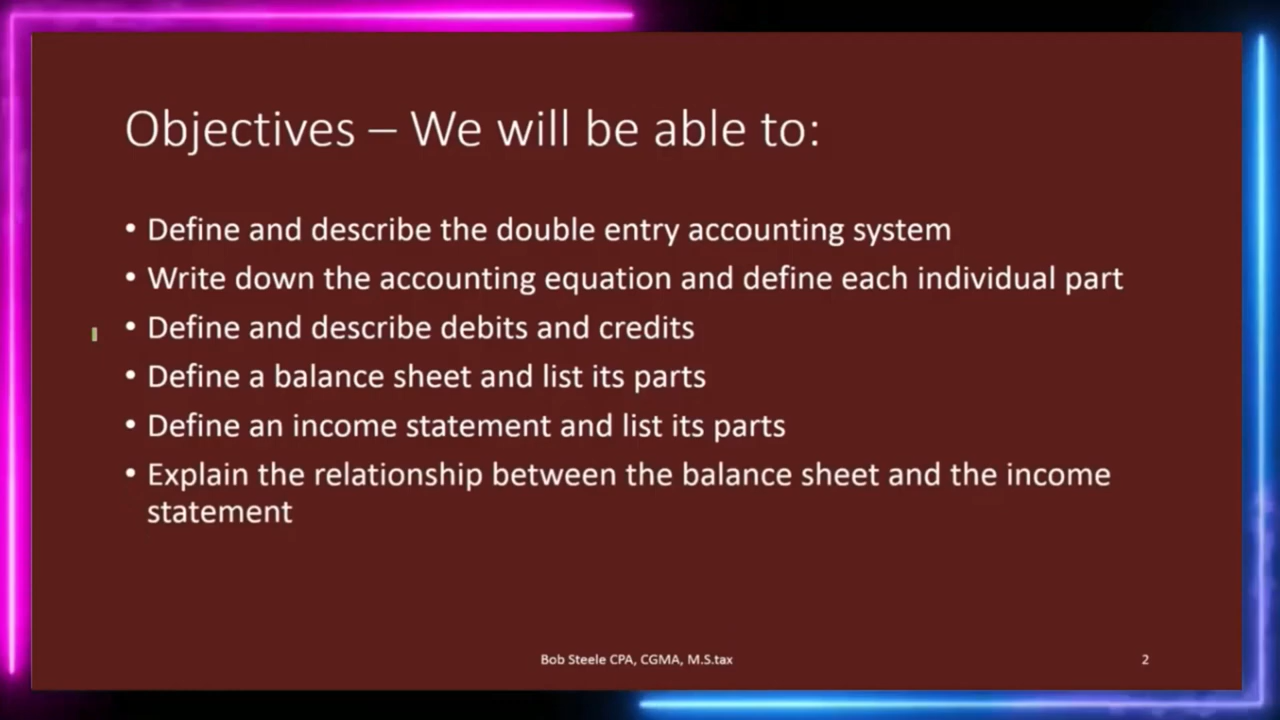 Objectives – We will be able to:
• Define and describe the double entry accounting system
• Write down the accounting equation and define each individual part
• Define and describe debits and credits
• Define a balance sheet and list its parts
• Define an income statement and list its parts
• Explain the relationship between the balance sheet and the income
statement
Bob Steele CPA, CGMA, M.S.tax
2